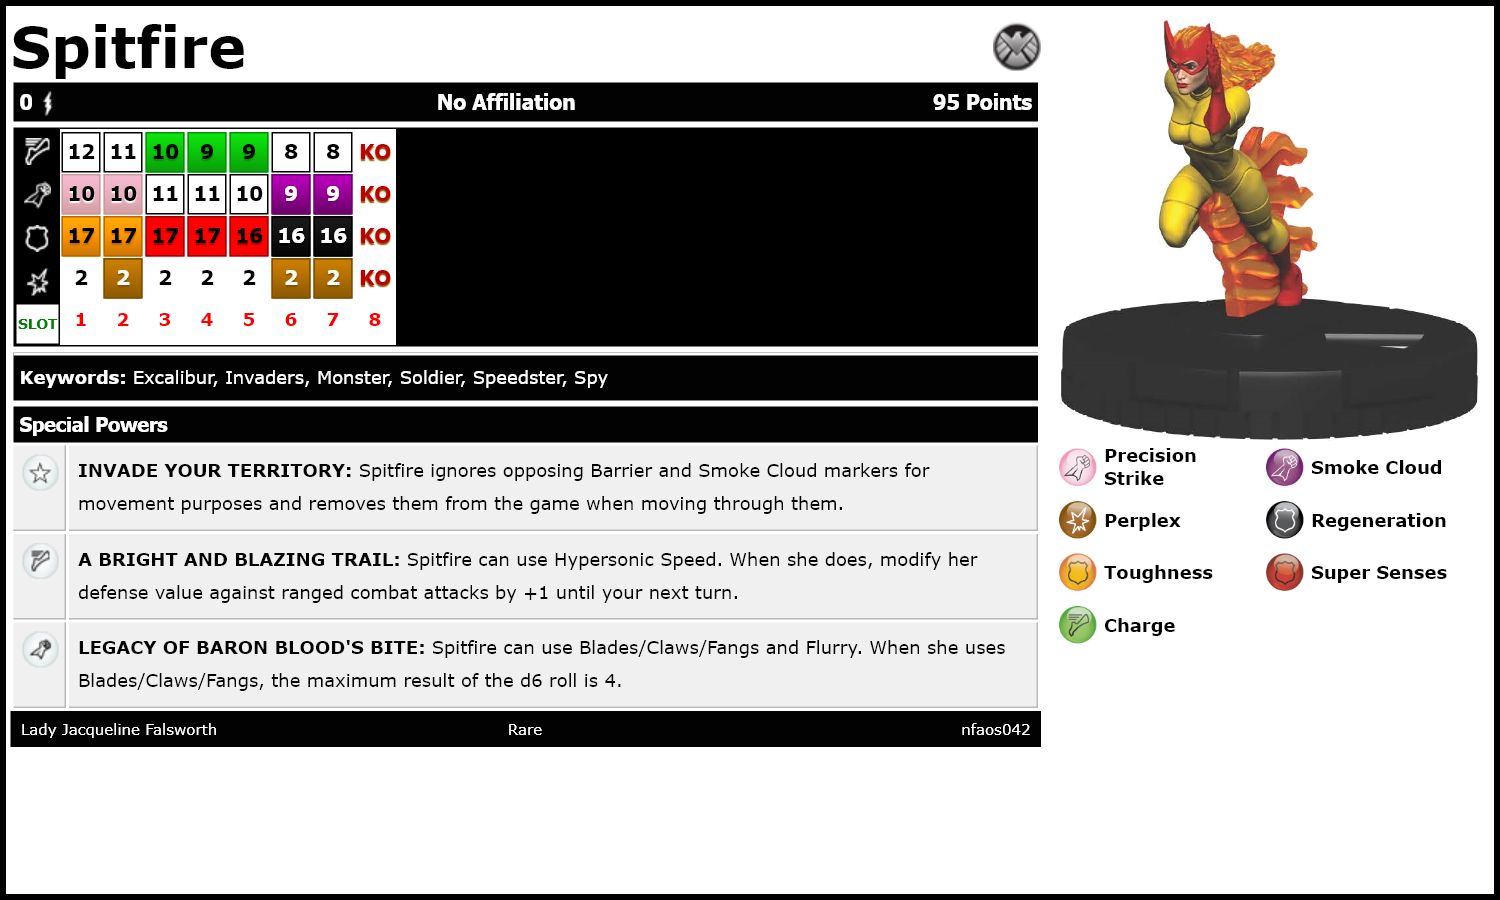 Spitfire
0 No Affiliation 95 Points
12 11 10 9 9 8 8 KO
10 10 11 11 10 9 9 KO
17 17 17 17 16 16 16 KO
2 2 2 2 2 2 2 KO
SLOT 1 2 3 4 5 6 7 8
Keywords: Excalibur, Invaders, Monster, Soldier, Speedster, Spy
Special Powers
INVADE YOUR TERRITORY: Spitfire ignores opposing Barrier and Smoke Cloud markers for
movement purposes and removes them from the game when moving through them.
A BRIGHT AND BLAZING TRAIL: Spitfire can use Hypersonic Speed. When she does, modify her
defense value against ranged combat attacks by +1 until your next turn.
LEGACY OF BARON BLOOD'S BITE: Spitfire can use Blades/Claws/Fangs and Flurry. When she uses
Blades/Claws/Fangs, the maximum result of the d6 roll is 4.
Lady Jacqueline Falsworth Rare nfaos042
Precision
Strike
Smoke Cloud
Perplex
Regeneration
Toughness
Super Senses
Charge